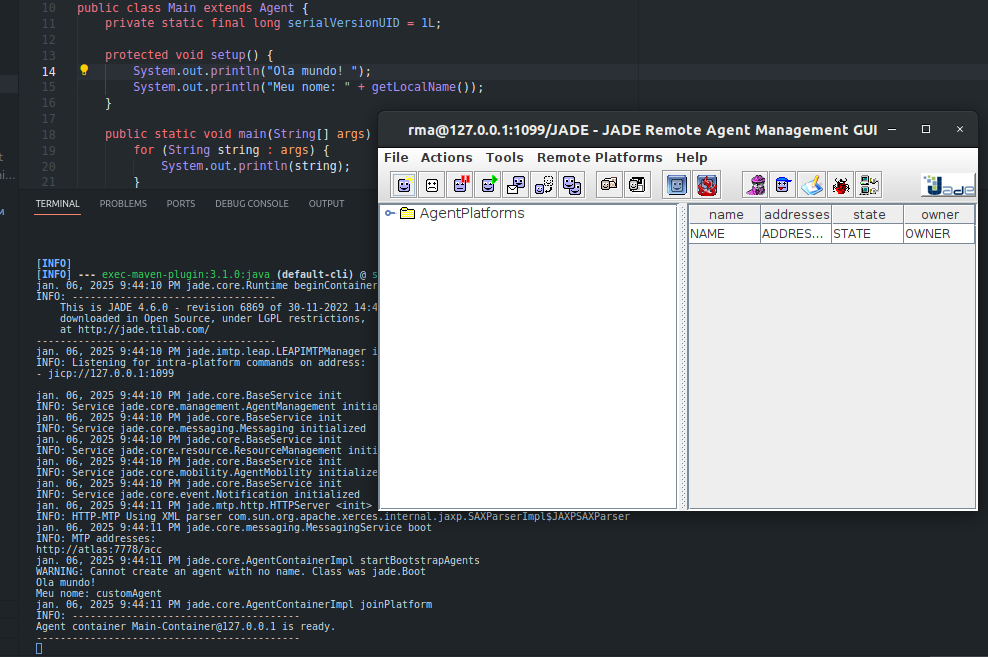 10 public class Main extends Agent {
11 private static final long serialVersionUID = 1L;
12
13 protected void setup() {
14 System.out.println("Ola mundo! ");
15 System.out.println("Meu nome: " + getLocalName());
16 }
17
18 public static void main(String[] args)
19 for (String string : args) {
20 System.out.println(string);
21 }
TERMINAL PROBLEMS PORTS DEBUG CONSOLE OUTPUT
[INFO]
[INFO] --- exec-maven-plugin:3.1.0:java (default-cli) @ s
jan. 06, 2025 9:44:10 PM jade.core.Runtime beginContainer
INFO: ----------------------------------
This is JADE 4.6.0 - revision 6869 of 30-11-2022 14:4
downloaded in Open Source, under LGPL restrictions,
at http://jade.tilab.com/
----------------------------------------
jan. 06, 2025 9:44:10 PM jade.imtp.leap.LEAPIMTPManager i
INFO: Listening for intra-platform commands on address:
- jicp://127.0.0.1:1099
jan. 06, 2025 9:44:10 PM jade.core.BaseService init
INFO: Service jade.core.management.AgentManagement initia
jan. 06, 2025 9:44:10 PM jade.core.BaseService init
INFO: Service jade.core.messaging.Messaging initialized
jan. 06, 2025 9:44:10 PM jade.core.BaseService init
INFO: Service jade.core.resource.ResourceManagement initi
jan. 06, 2025 9:44:10 PM jade.core.BaseService init
INFO: Service jade.core.mobility.AgentMobility initialize
jan. 06, 2025 9:44:10 PM jade.core.BaseService init
INFO: Service jade.core.event.Notification initialized
jan. 06, 2025 9:44:11 PM jade.mtp.http.HTTPServer <init>
INFO: HTTP-MTP Using XML parser com.sun.org.apache.xerces.internal.jaxp.SAXParserImpl$JAXPSAXParser
jan. 06, 2025 9:44:11 PM jade.core.messaging.MessagingService boot
INFO: MTP addresses:
http://atlas:7778/acc
jan. 06, 2025 9:44:11 PM jade.core.AgentContainerImpl startBootstrapAgents
WARNING: Cannot create an agent with no name. Class was jade.Boot
Ola mundo!
Meu nome: customAgent
jan. 06, 2025 9:44:11 PM jade.core.AgentContainerImpl joinPlatform
INFO: --------------------------------------
Agent container Main-Container@127.0.0.1 is ready.
--------------------------------------------
rma@127.0.0.1:1099/JADE - JADE Remote Agent Management GUI
File Actions Tools Remote Platforms Help
Jade
AgentPlatforms
name addresses state owner
NAME ADDRES... STATE OWNER